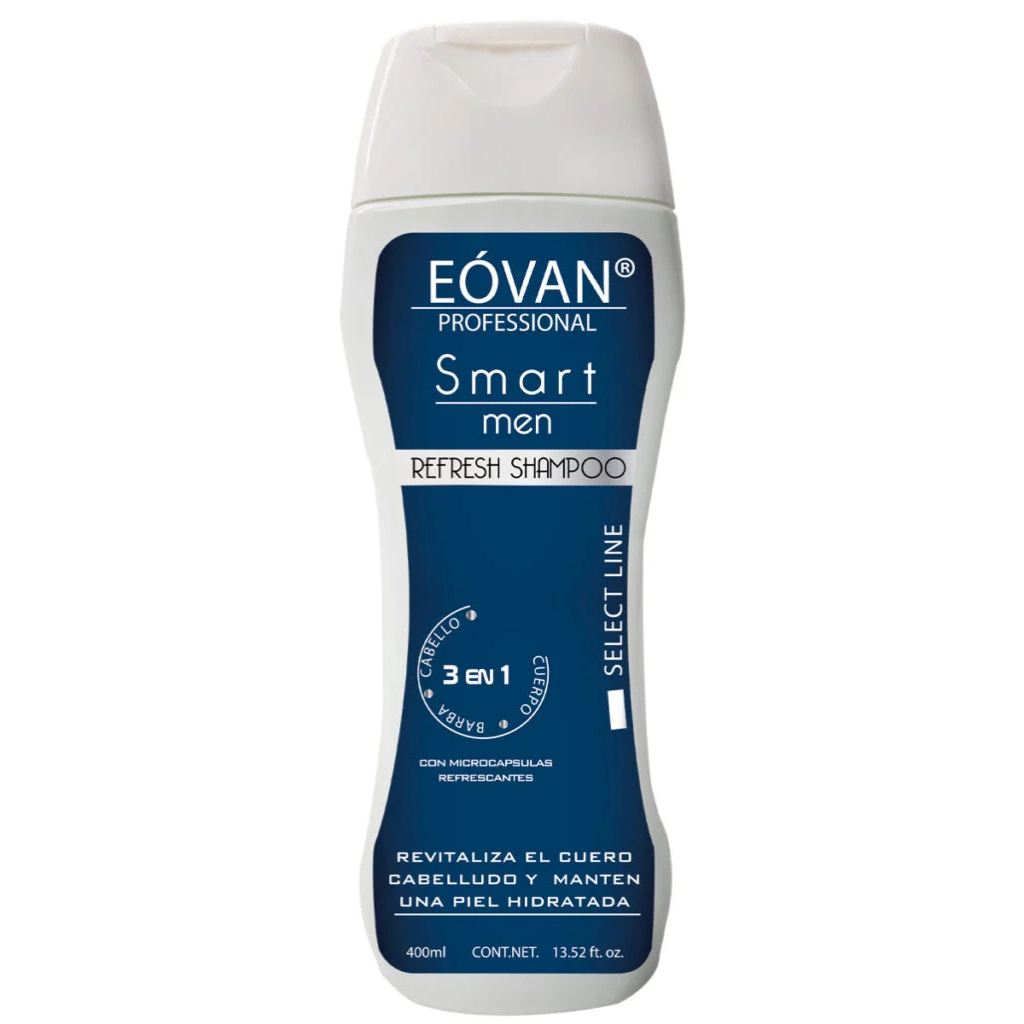 EÓVAN®
PROFESSIONAL
Smart
men
REFRESH SHAMPOO
SELECT LINE
CABELLO
BARBA
CUERPO
3 EN 1
CON MICROCAPSULAS
REFRESCANTES
REVITALIZA EL CUERO
CABELLUDO Y MANTEN
UNA PIEL HIDRATADA
400ml CONT.NET. 13.52 ft. oz.